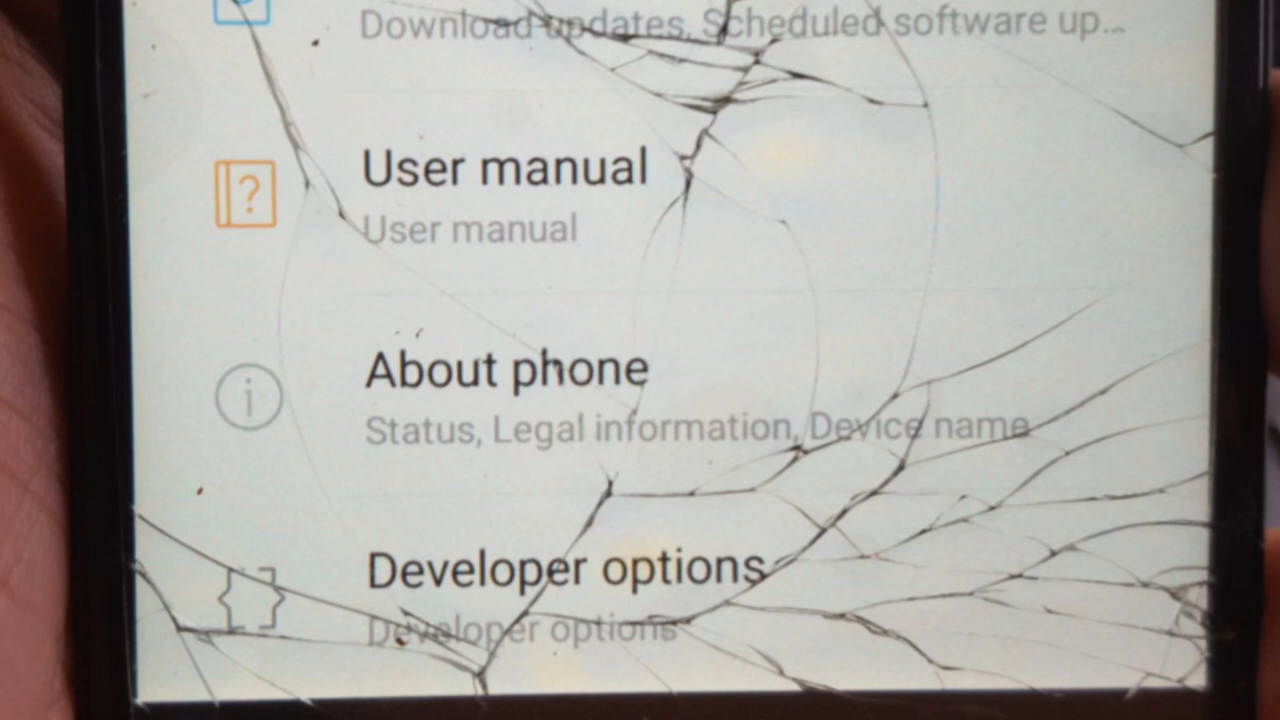 Download updates, Scheduled software up...
User manual
User manual
About phone
Status, Legal information, Device name
Developer options
Developer options